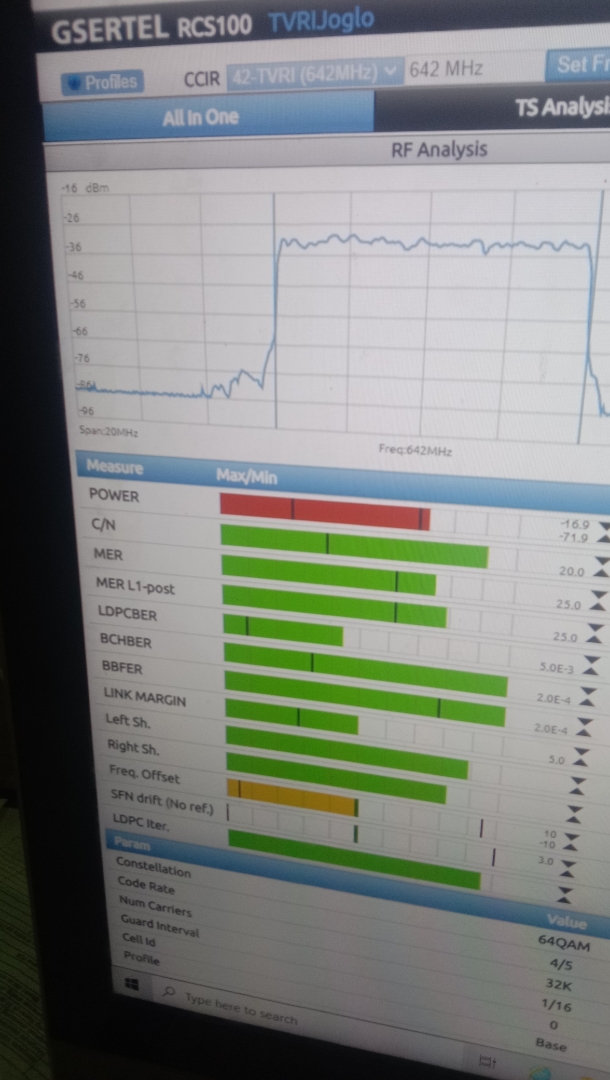 GSERTEL RCS100 TVRIJoglo
Profiles CCIR 42-TVRI (642MHz) 642 MHz Set Fr
All In One TS Analysi
RF Analysis
-16 dBm
-26
-36
-46
-56
-66
-76
-86
-96
Span:20MHz Freq:642MHz
Measure Max/Min
POWER -16.9
-71.9
C/N 20.0
MER 25.0
MER L1-post 25.0
LDPCBER 5.0E-3
BCHBER 2.0E-4
BBFER 2.0E-4
LINK MARGIN 5.0
Left Sh.
Right Sh.
Freq. Offset 10
-10
SFN drift (No ref.) 3.0
LDPC Iter.
Param Value
Constellation 64QAM
Code Rate 4/5
Num Carriers 32K
Guard Interval 1/16
Cell Id 0
Profile Base
Type here to search